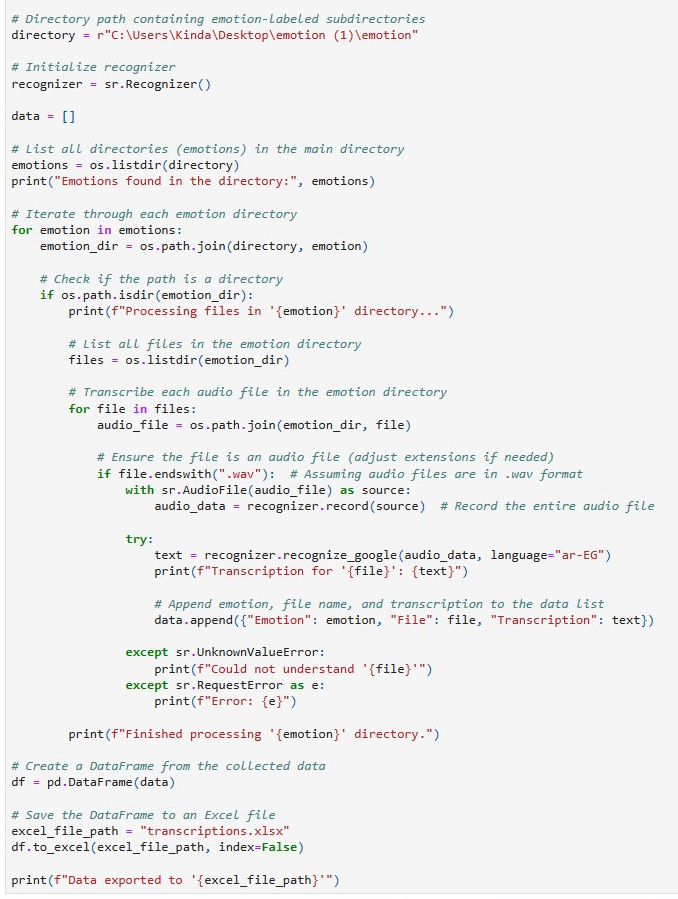 # Directory path containing emotion-labeled subdirectories
directory = r"C:\Users\Kinda\Desktop\emotion (1)\emotion"
# Initialize recognizer
recognizer = sr.Recognizer()
data = []
# List all directories (emotions) in the main directory
emotions = os.listdir(directory)
print("Emotions found in the directory:", emotions)
# Iterate through each emotion directory
for emotion in emotions:
    emotion_dir = os.path.join(directory, emotion)
    # Check if the path is a directory
    if os.path.isdir(emotion_dir):
        print(f"Processing files in '{emotion}' directory...")
        # List all files in the emotion directory
        files = os.listdir(emotion_dir)
        # Transcribe each audio file in the emotion directory
        for file in files:
            audio_file = os.path.join(emotion_dir, file)
            # Ensure the file is an audio file (adjust extensions if needed)
            if file.endswith(".wav"):  # Assuming audio files are in .wav format
                with sr.AudioFile(audio_file) as source:
                    audio_data = recognizer.record(source)  # Record the entire audio file
                try:
                    text = recognizer.recognize_google(audio_data, language="ar-EG")
                    print(f"Transcription for '{file}': {text}")
                    # Append emotion, file name, and transcription to the data list
                    data.append({"Emotion": emotion, "File": file, "Transcription": text})
                except sr.UnknownValueError:
                    print(f"Could not understand '{file}'")
                except sr.RequestError as e:
                    print(f"Error: {e}")
        print(f"Finished processing '{emotion}' directory.")
# Create a DataFrame from the collected data
df = pd.DataFrame(data)
# Save the DataFrame to an Excel file
excel_file_path = "transcriptions.xlsx"
df.to_excel(excel_file_path, index=False)
print(f"Data exported to '{excel_file_path}'")